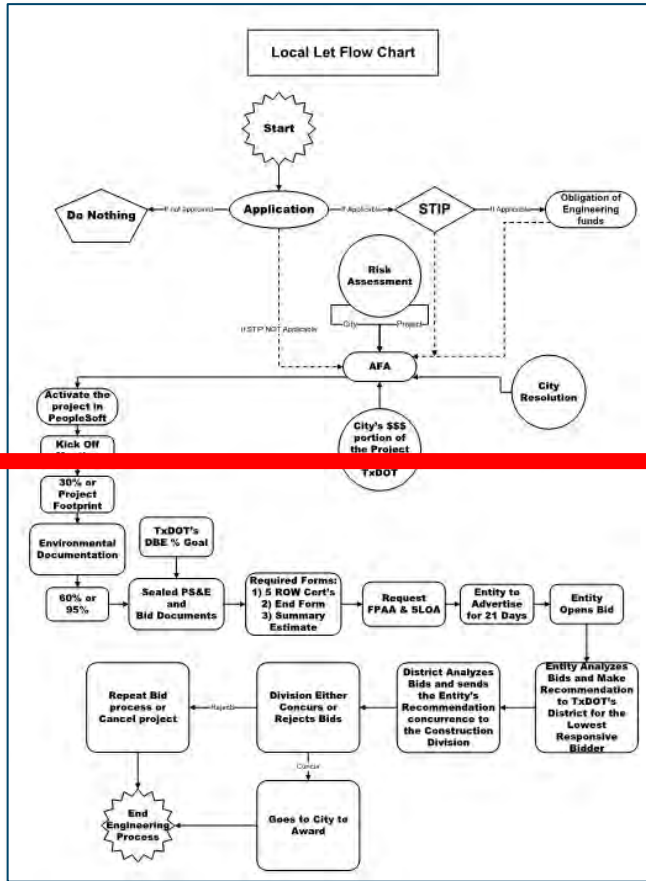 Local Let Flow Chart
Start
Do Nothing
If not approved
Application
If Applicable
STIP
If Applicable
Obligation of
Engineering
funds
Risk
Assessment
City
Project
If STIP NOT Applicable
AFA
City
Resolution
Activate the
project in
PeopleSoft
Kick Off
City's $$$
portion of
the Project
TxDOT
30% or
Project
Footprint
Environmental
Documentation
60% or
95%
TxDOT's
DBE % Goal
Sealed PS&E
and
Bid Documents
Required Forms:
1) 5 ROW Cert's
2) End Form
3) Summary
Estimate
Request
FPAA & SLOA
Entity to
Advertise
for 21 Days
Entity
Opens Bid
Entity Analyzes
Bids and Make
Recommendation
to TxDOT's
District for the
Lowest
Responsive
Bidder
District Analyzes
Bids and sends
the Entity's
Recommendation
concurrence to
the Construction
Division
Division Either
Concurs or
Rejects Bids
Rejects
Repeat Bid
process or
Cancel project
Concur
Goes to City to
Award
End
Engineering
Process